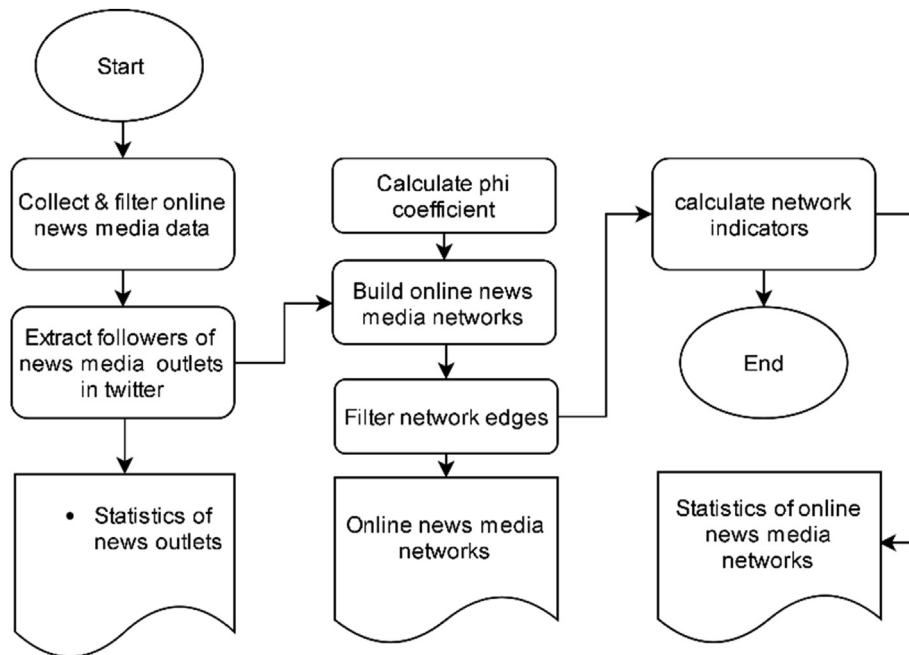 Start
Collect & filter online
news media data
Extract followers of
news media outlets
in twitter
• Statistics of
news outlets
Calculate phi
coefficient
Build online news
media networks
Filter network edges
Online news media
networks
calculate network
indicators
End
Statistics of online
news media
networks